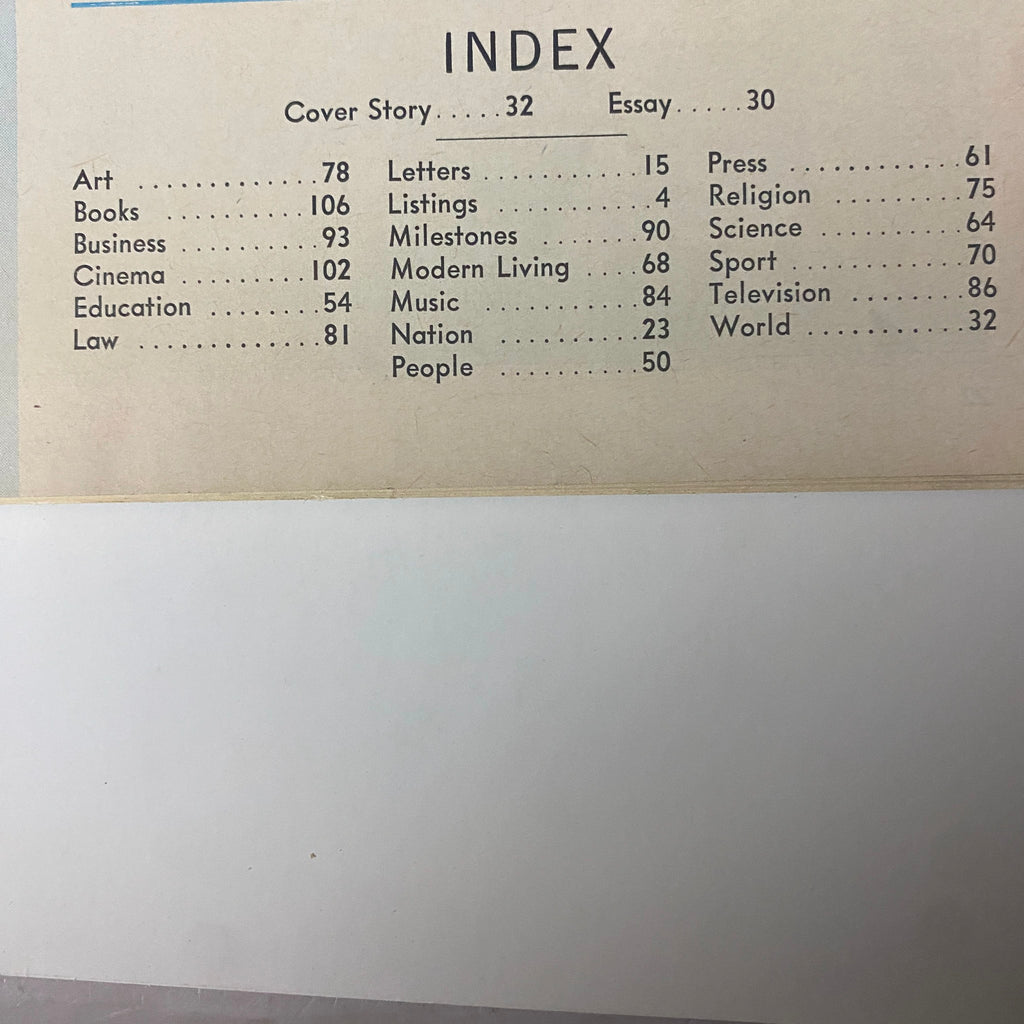 INDEX
Cover Story.....32 Essay.....30
Art .............78
Books ..........106
Business ..........93
Cinema .........102
Education ........54
Law .............81
Letters ...........15
Listings ..........4
Milestones .......90
Modern Living ....68
Music ...........84
Nation ..........23
People ..........50
Press ............61
Religion .........75
Science ..........64
Sport ............70
Television ........86
World ...........32